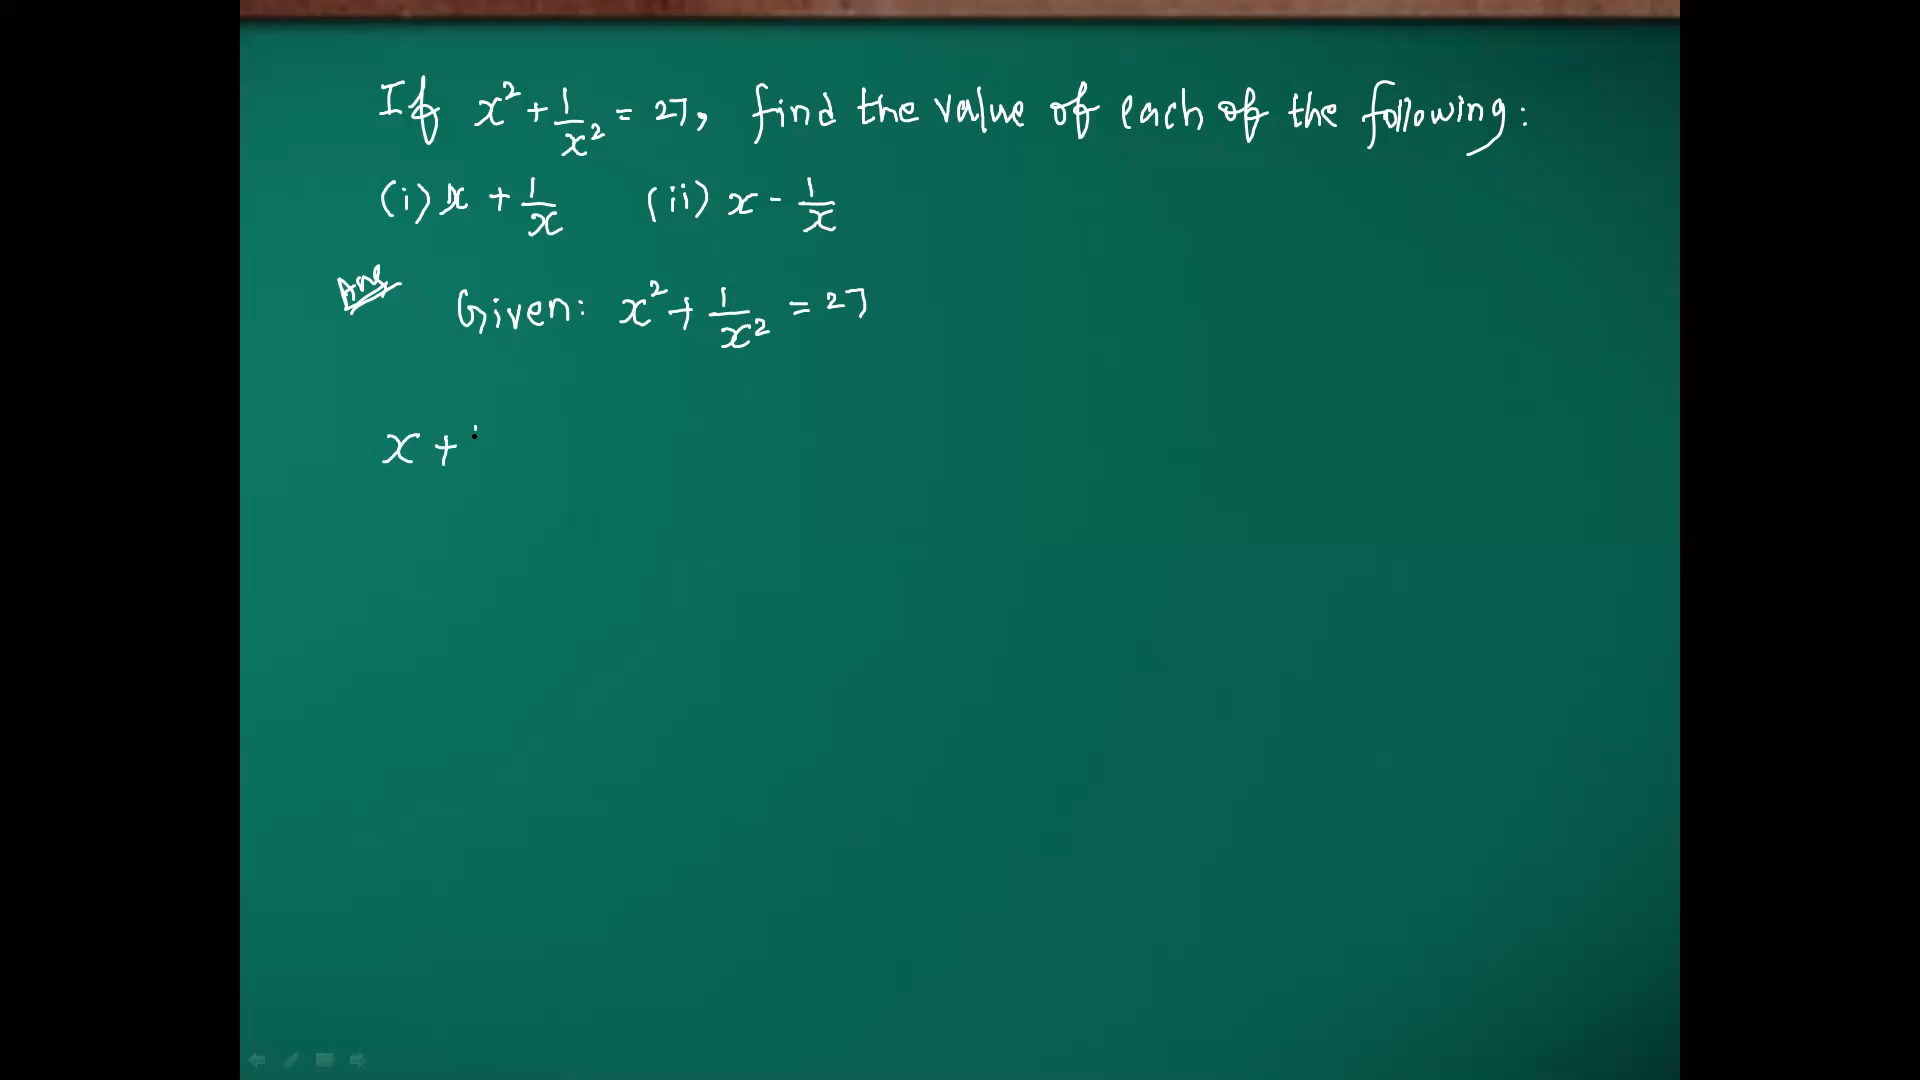 If x² + 1/x² = 27, find the value of each of the following:
(i) x + 1/x (ii) x - 1/x
Ans Given: x² + 1/x² = 27
x +